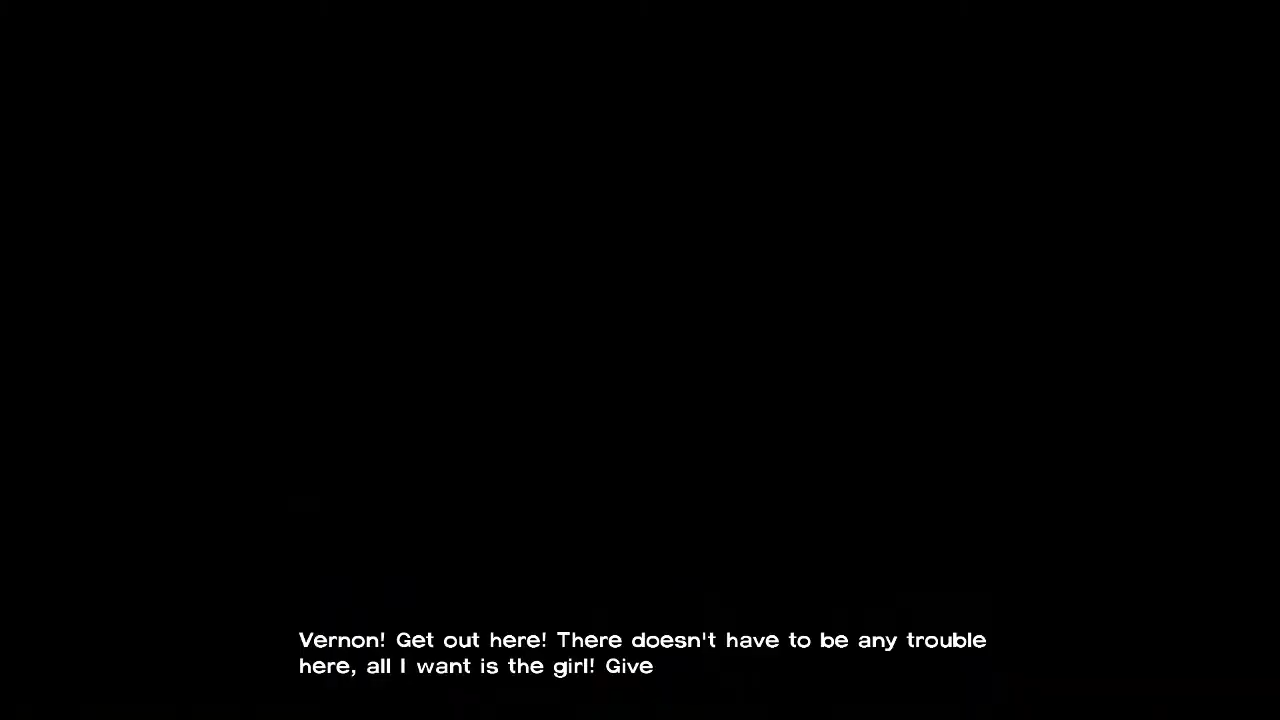 Vernon! Get out here! There doesn't have to be any trouble
here, all I want is the girl! Give